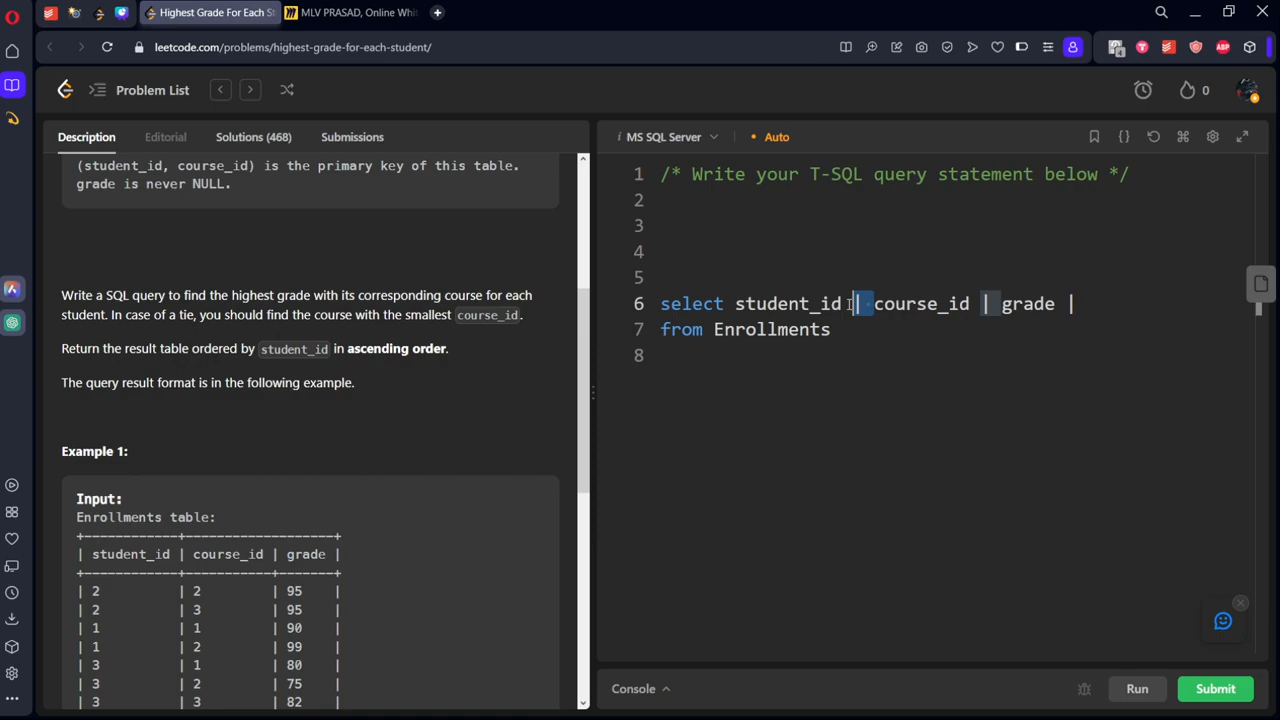 Highest Grade For Each St
MLV PRASAD, Online Whit
leetcode.com/problems/highest-grade-for-each-student/
4
ABP
Problem List
0
Description
Editorial
Solutions (468)
Submissions
i MS SQL Server
• Auto
(student_id, course_id) is the primary key of this table.
grade is never NULL.
Write a SQL query to find the highest grade with its corresponding course for each
student. In case of a tie, you should find the course with the smallest course_id.
Return the result table ordered by student_id in ascending order.
The query result format is in the following example.
Example 1:
Input:
Enrollments table:
+------------+-------------------+
| student_id | course_id | grade |
+------------+-----------+-------+
| 2 | 2 | 95 |
| 2 | 3 | 95 |
| 1 | 1 | 90 |
| 1 | 2 | 99 |
| 3 | 1 | 80 |
| 3 | 2 | 75 |
| 3 | 3 | 82 |
1 /* Write your T-SQL query statement below */
2
3
4
5
6 select student_id | course_id | grade |
7 from Enrollments
8
Console
Run
Submit